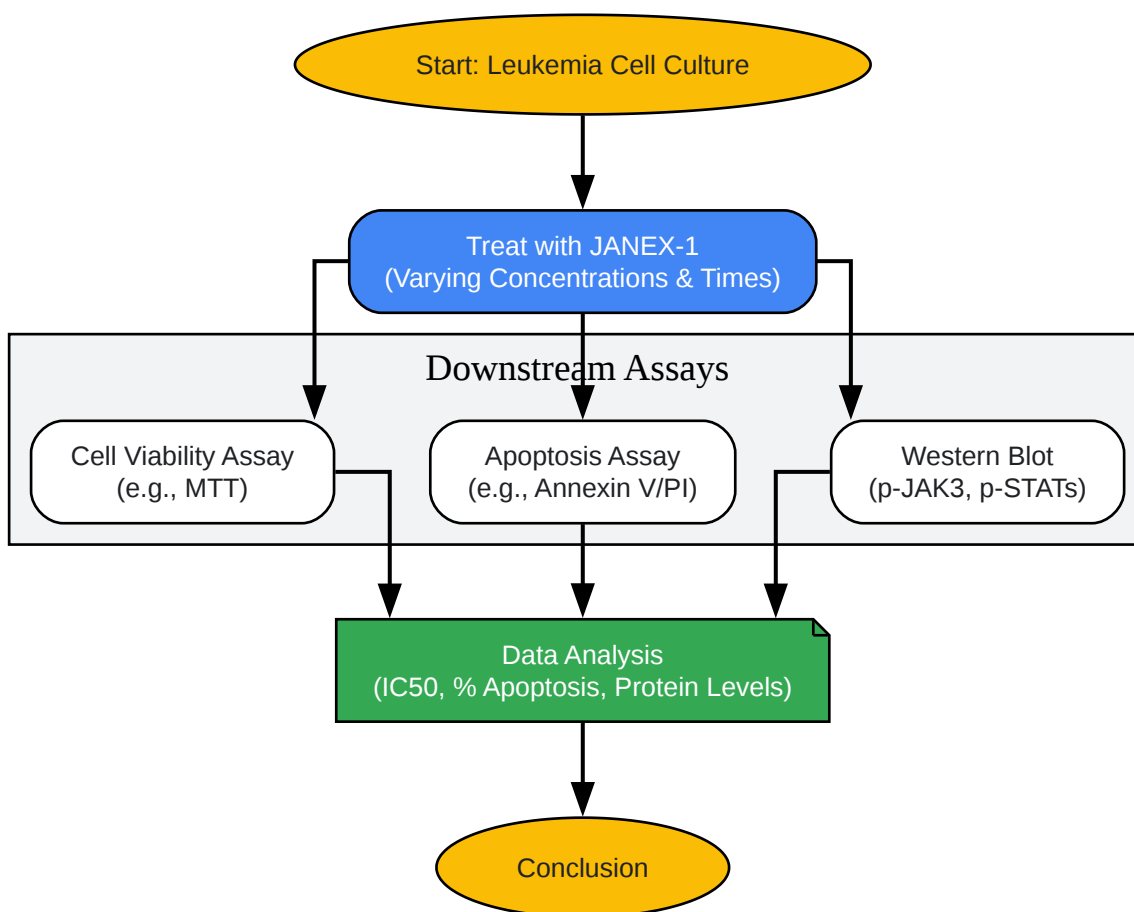 Start: Leukemia Cell Culture
Treat with JANEX-1
(Varying Concentrations & Times)
Downstream Assays
Cell Viability Assay
(e.g., MTT)
Apoptosis Assay
(e.g., Annexin V/PI)
Western Blot
(p-JAK3, p-STATs)
Data Analysis
(IC50, % Apoptosis, Protein Levels)
Conclusion